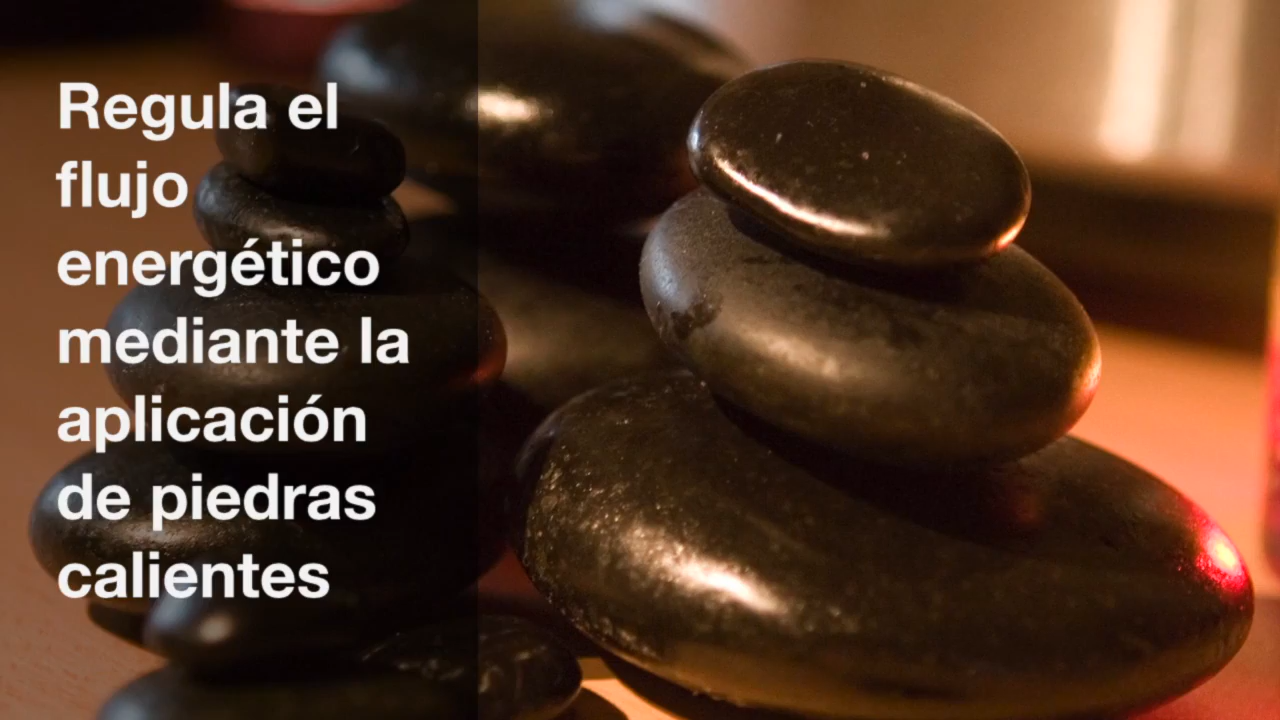 Regula el
flujo
energético
mediante la
aplicación
de piedras
calientes